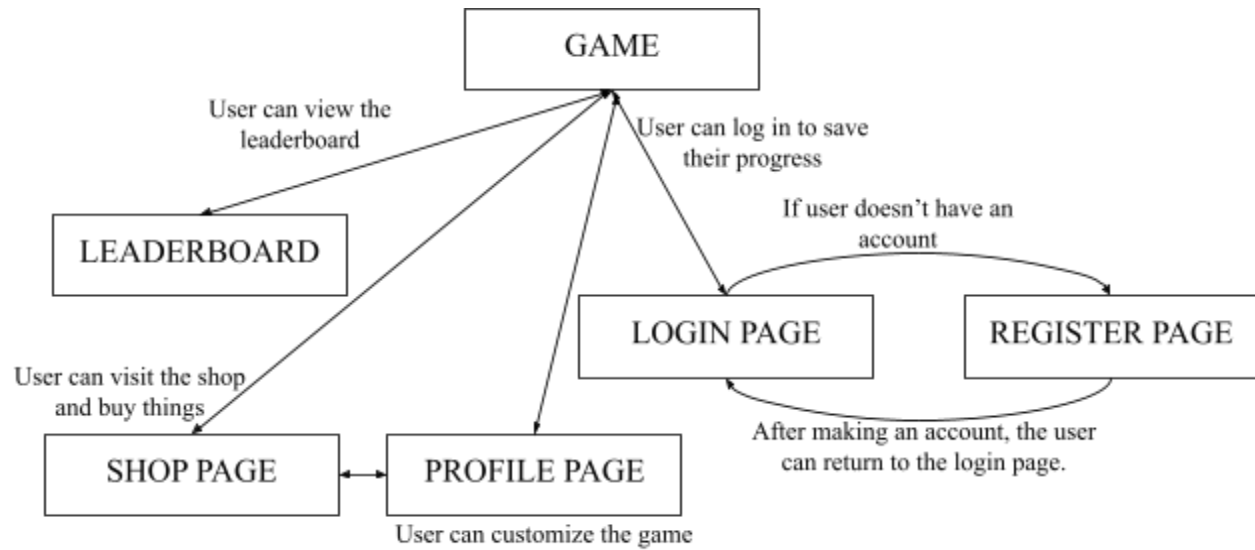 GAME
User can view the
leaderboard
User can log in to save
their progress
If user doesn’t have an
account
LEADERBOARD
LOGIN PAGE
REGISTER PAGE
User can visit the shop
and buy things
After making an account, the user
can return to the login page.
SHOP PAGE
PROFILE PAGE
User can customize the game